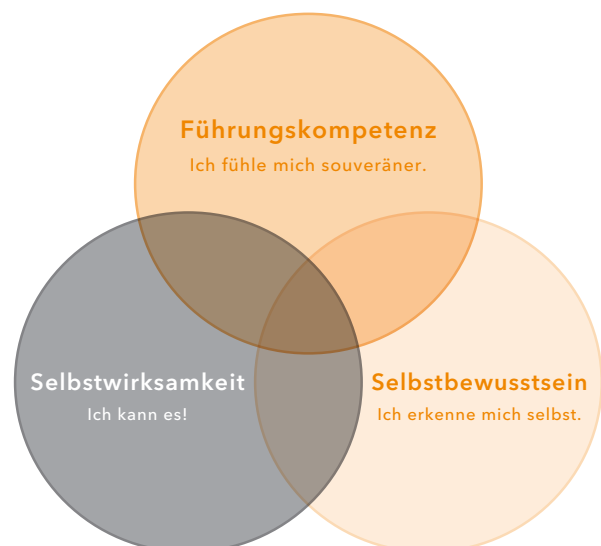 Führungskompetenz
Ich fühle mich souveräner.
Selbstwirksamkeit
Ich kann es!
Selbstbewusstsein
Ich erkenne mich selbst.